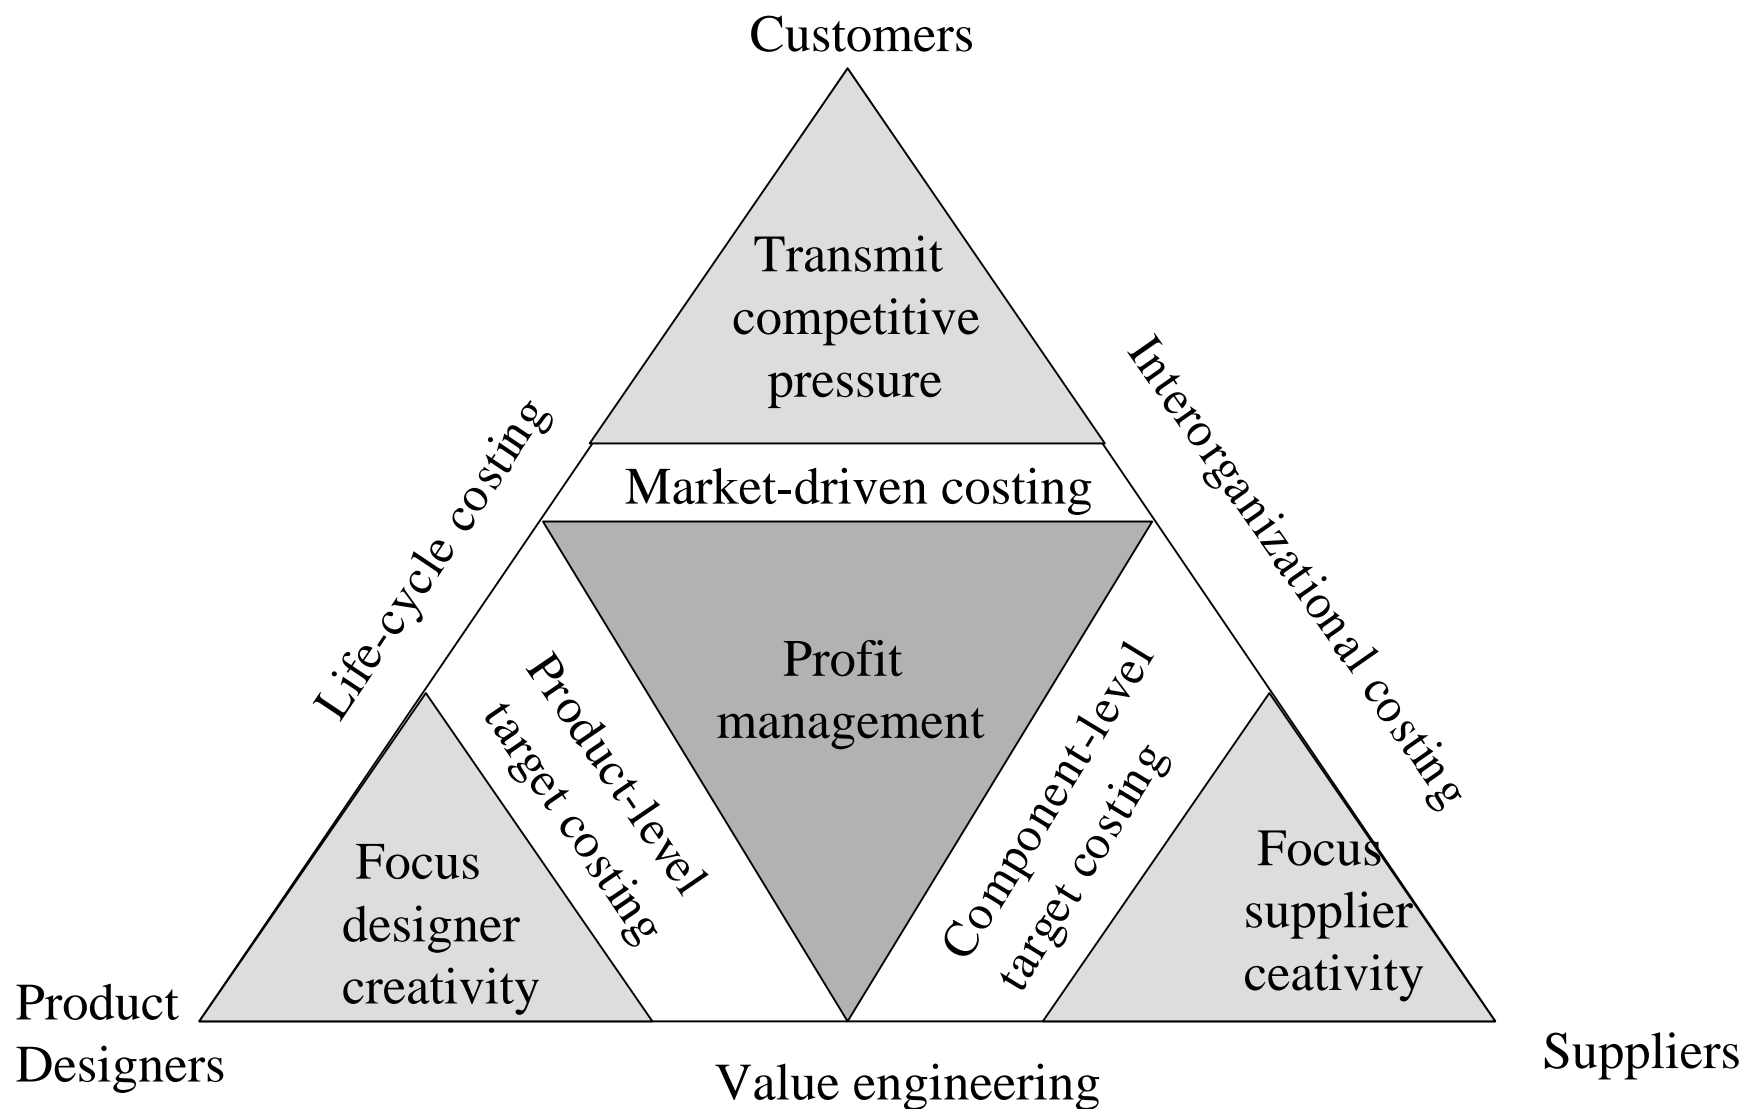 Customers
Transmit
competitive
pressure
Market-driven costing
Life-cycle costing
Interorganizational costing
Profit
management
Product-level
target costing
Component-level
target costing
Focus
designer
creativity
Focus
supplier
ceativity
Product
Designers
Suppliers
Value engineering